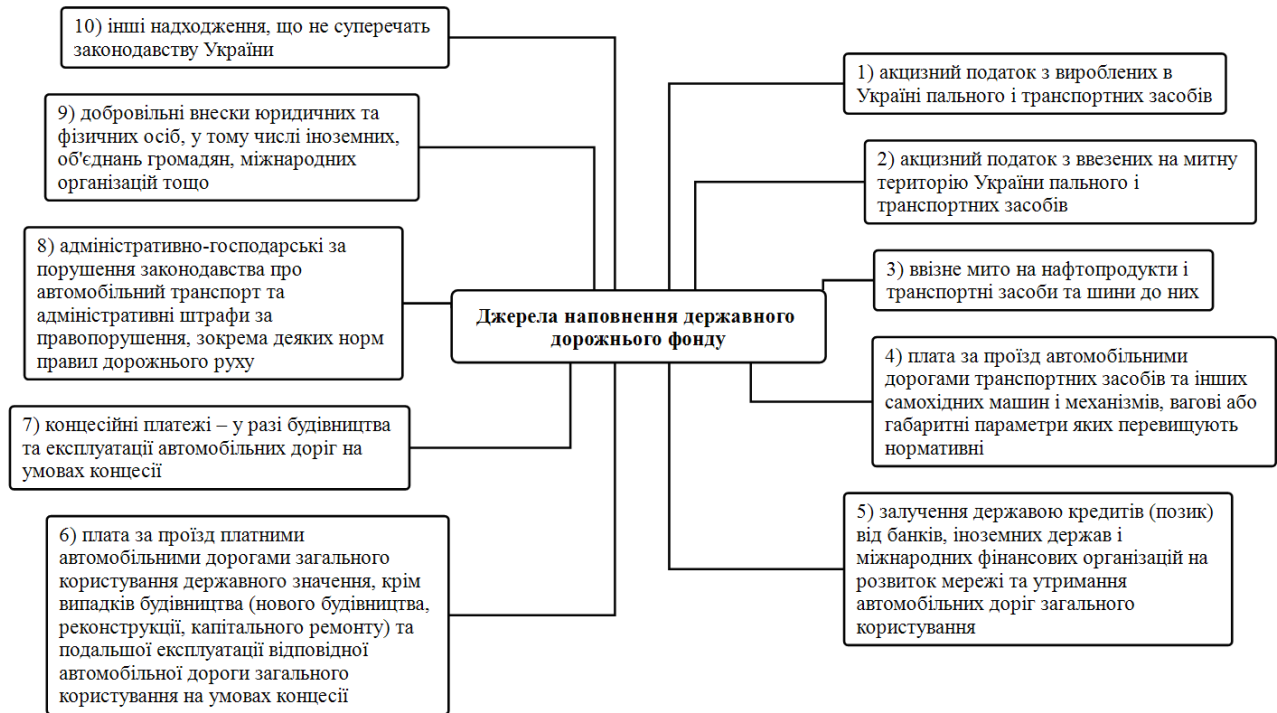 10) інші надходження, що не суперечать
законодавству України
9) добровільні внески юридичних та
фізичних осіб, у тому числі іноземних,
об'єднань громадян, міжнародних
організацій тощо
8) адміністративно-господарські за
порушення законодавства про
автомобільний транспорт та
адміністративні штрафи за
правопорушення, зокрема деяких норм
правил дорожнього руху
7) концесійні платежі – у разі будівництва
та експлуатації автомобільних доріг на
умовах концесії
6) плата за проїзд платними
автомобільними дорогами загального
користування державного значення, крім
випадків будівництва (нового будівництва,
реконструкції, капітального ремонту) та
подальшої експлуатації відповідної
автомобільної дороги загального
користування на умовах концесії
Джерела наповнення державного
дорожнього фонду
1) акцизний податок з вироблених в
Україні пального і транспортних засобів
2) акцизний податок з ввезених на митну
територію України пального і
транспортних засобів
3) ввізне мито на нафтопродукти і
транспортні засоби та шини до них
4) плата за проїзд автомобільними
дорогами транспортних засобів та інших
самохідних машин і механізмів, вагові або
габаритні параметри яких перевищують
нормативні
5) залучення державою кредитів (позик)
від банків, іноземних держав і
міжнародних фінансових організацій на
розвиток мережі та утримання
автомобільних доріг загального
користування